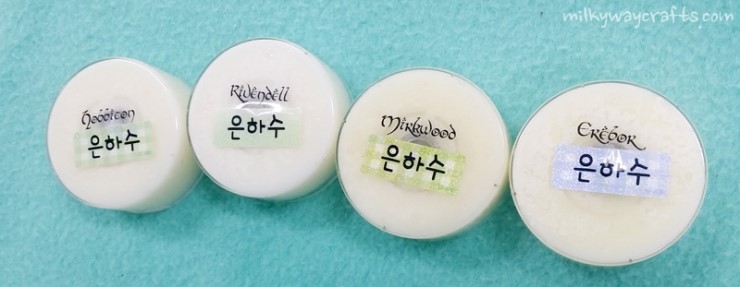 milkywaycrafts.com
Hobbiton
은하수
Rivendell
은하수
Mirkwood
은하수
Erebor
은하수